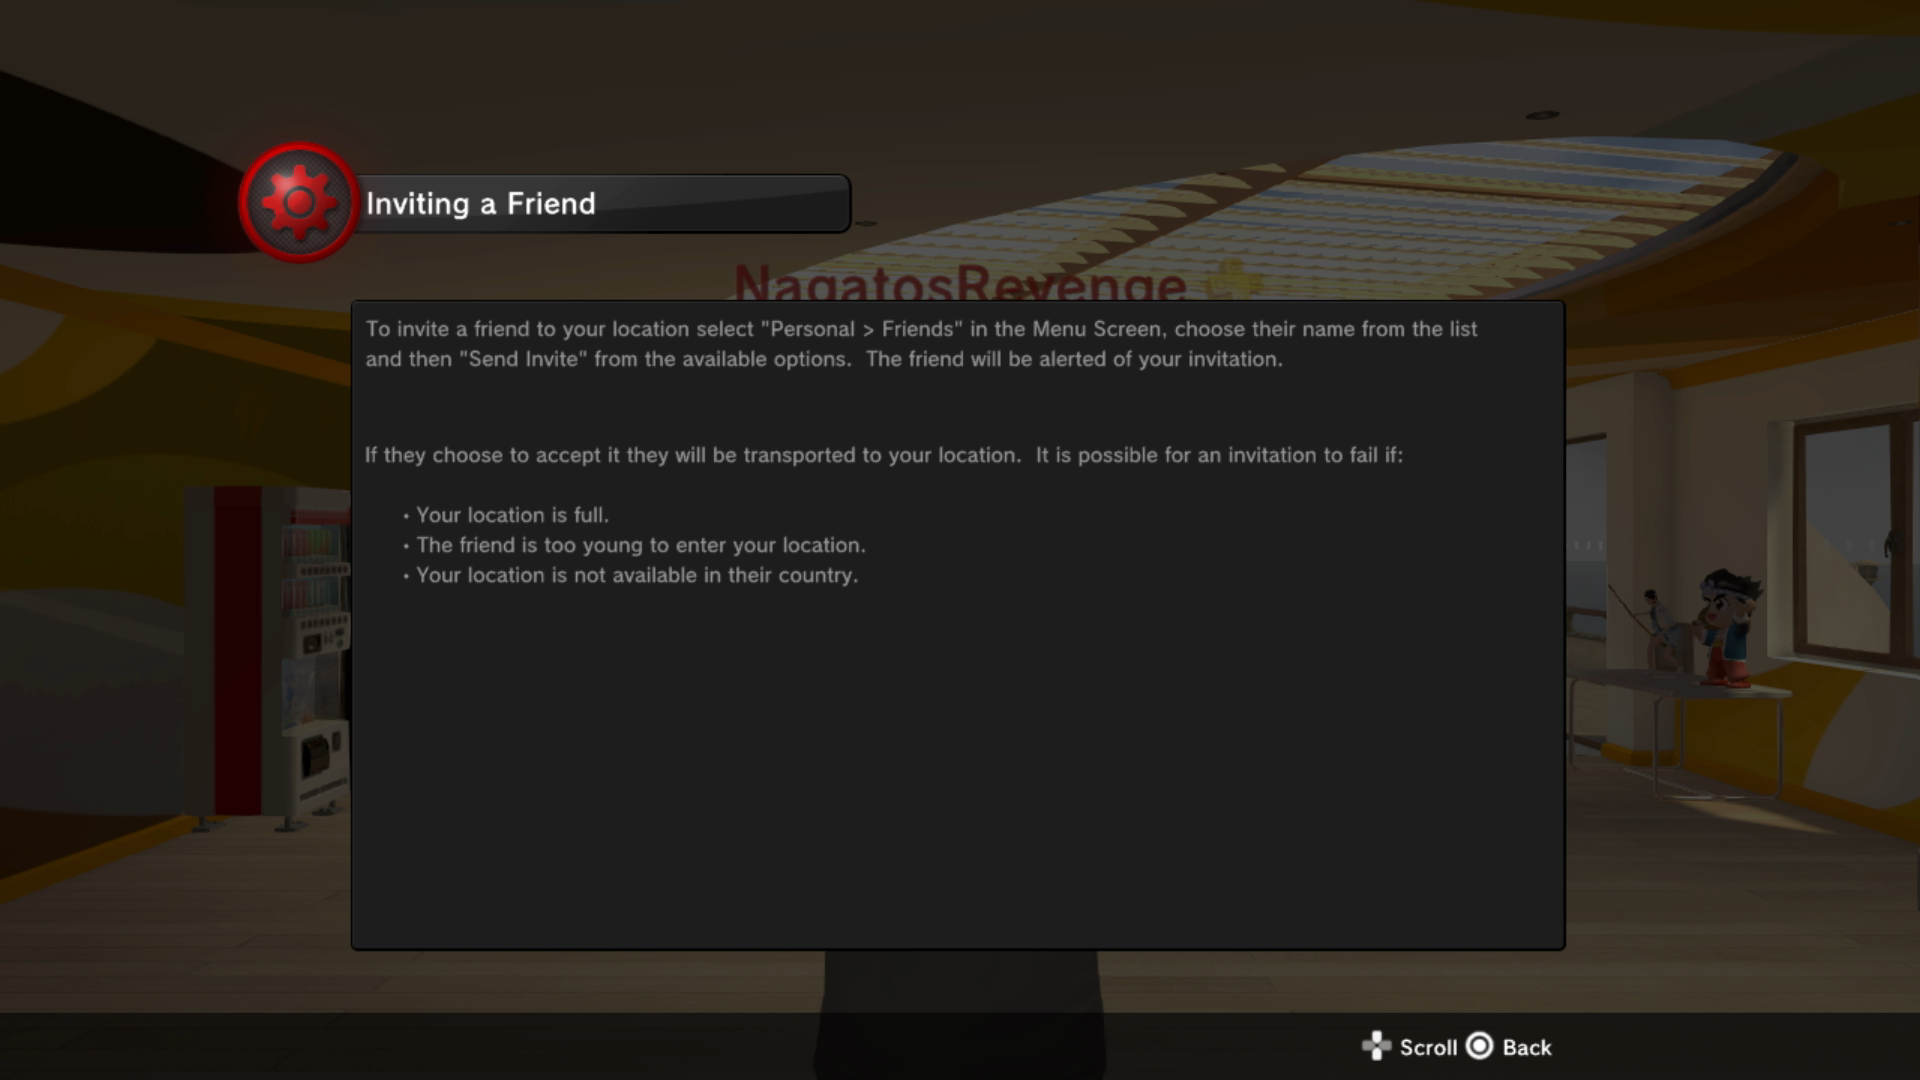 Inviting a Friend
NagatosRevenge
To invite a friend to your location select "Personal > Friends" in the Menu Screen, choose their name from the list
and then "Send Invite" from the available options.  The friend will be alerted of your invitation.
If they choose to accept it they will be transported to your location.  It is possible for an invitation to fail if:
• Your location is full.
• The friend is too young to enter your location.
• Your location is not available in their country.
Scroll Back